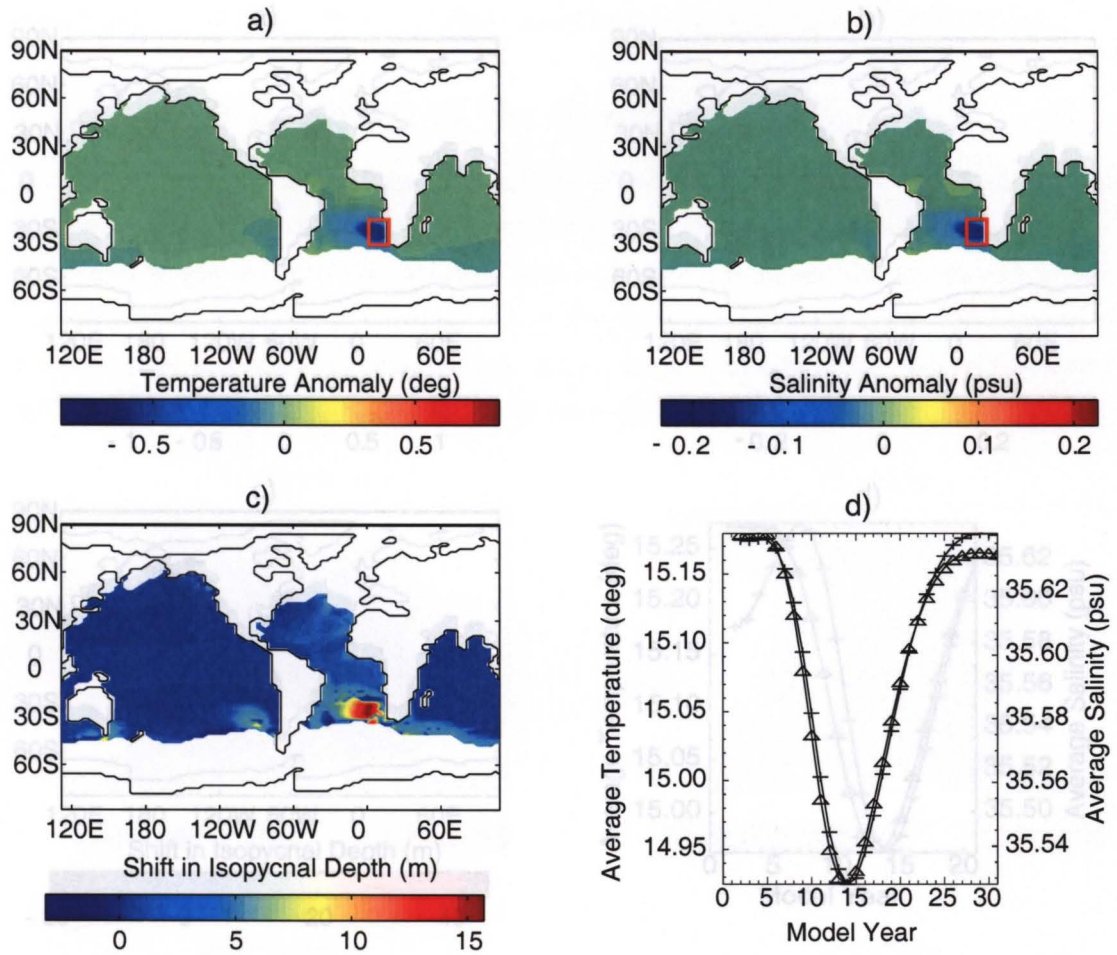 a)
90N
60N
30N
0
30S
60S
120E 180 120W 60W 0 60E
Temperature Anomaly (deg)
- 0.5 0 0.5 1
b)
90N
60N
30N
0
30S
60S
120E 180 120W 60W 0 60E
Salinity Anomaly (psu)
- 0.2 - 0.1 0 0.1 0.2
c)
90N
60N
30N
0
30S
60S
120E 180 120W 60W 0 60E
Shift in Isopycnal Depth (m)
0 5 10 15
d)
Average Temperature (deg)
15.15
15.10
15.05
15.00
14.95
35.62
35.60
35.58
35.56
35.54
Average Salinity (psu)
0 5 10 15 20 25 30
Model Year